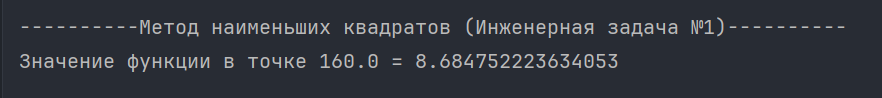 ----------Метод наименьших квадратов (Инженерная задача №1)----------
Значение функции в точке 160.0 = 8.684752223634053